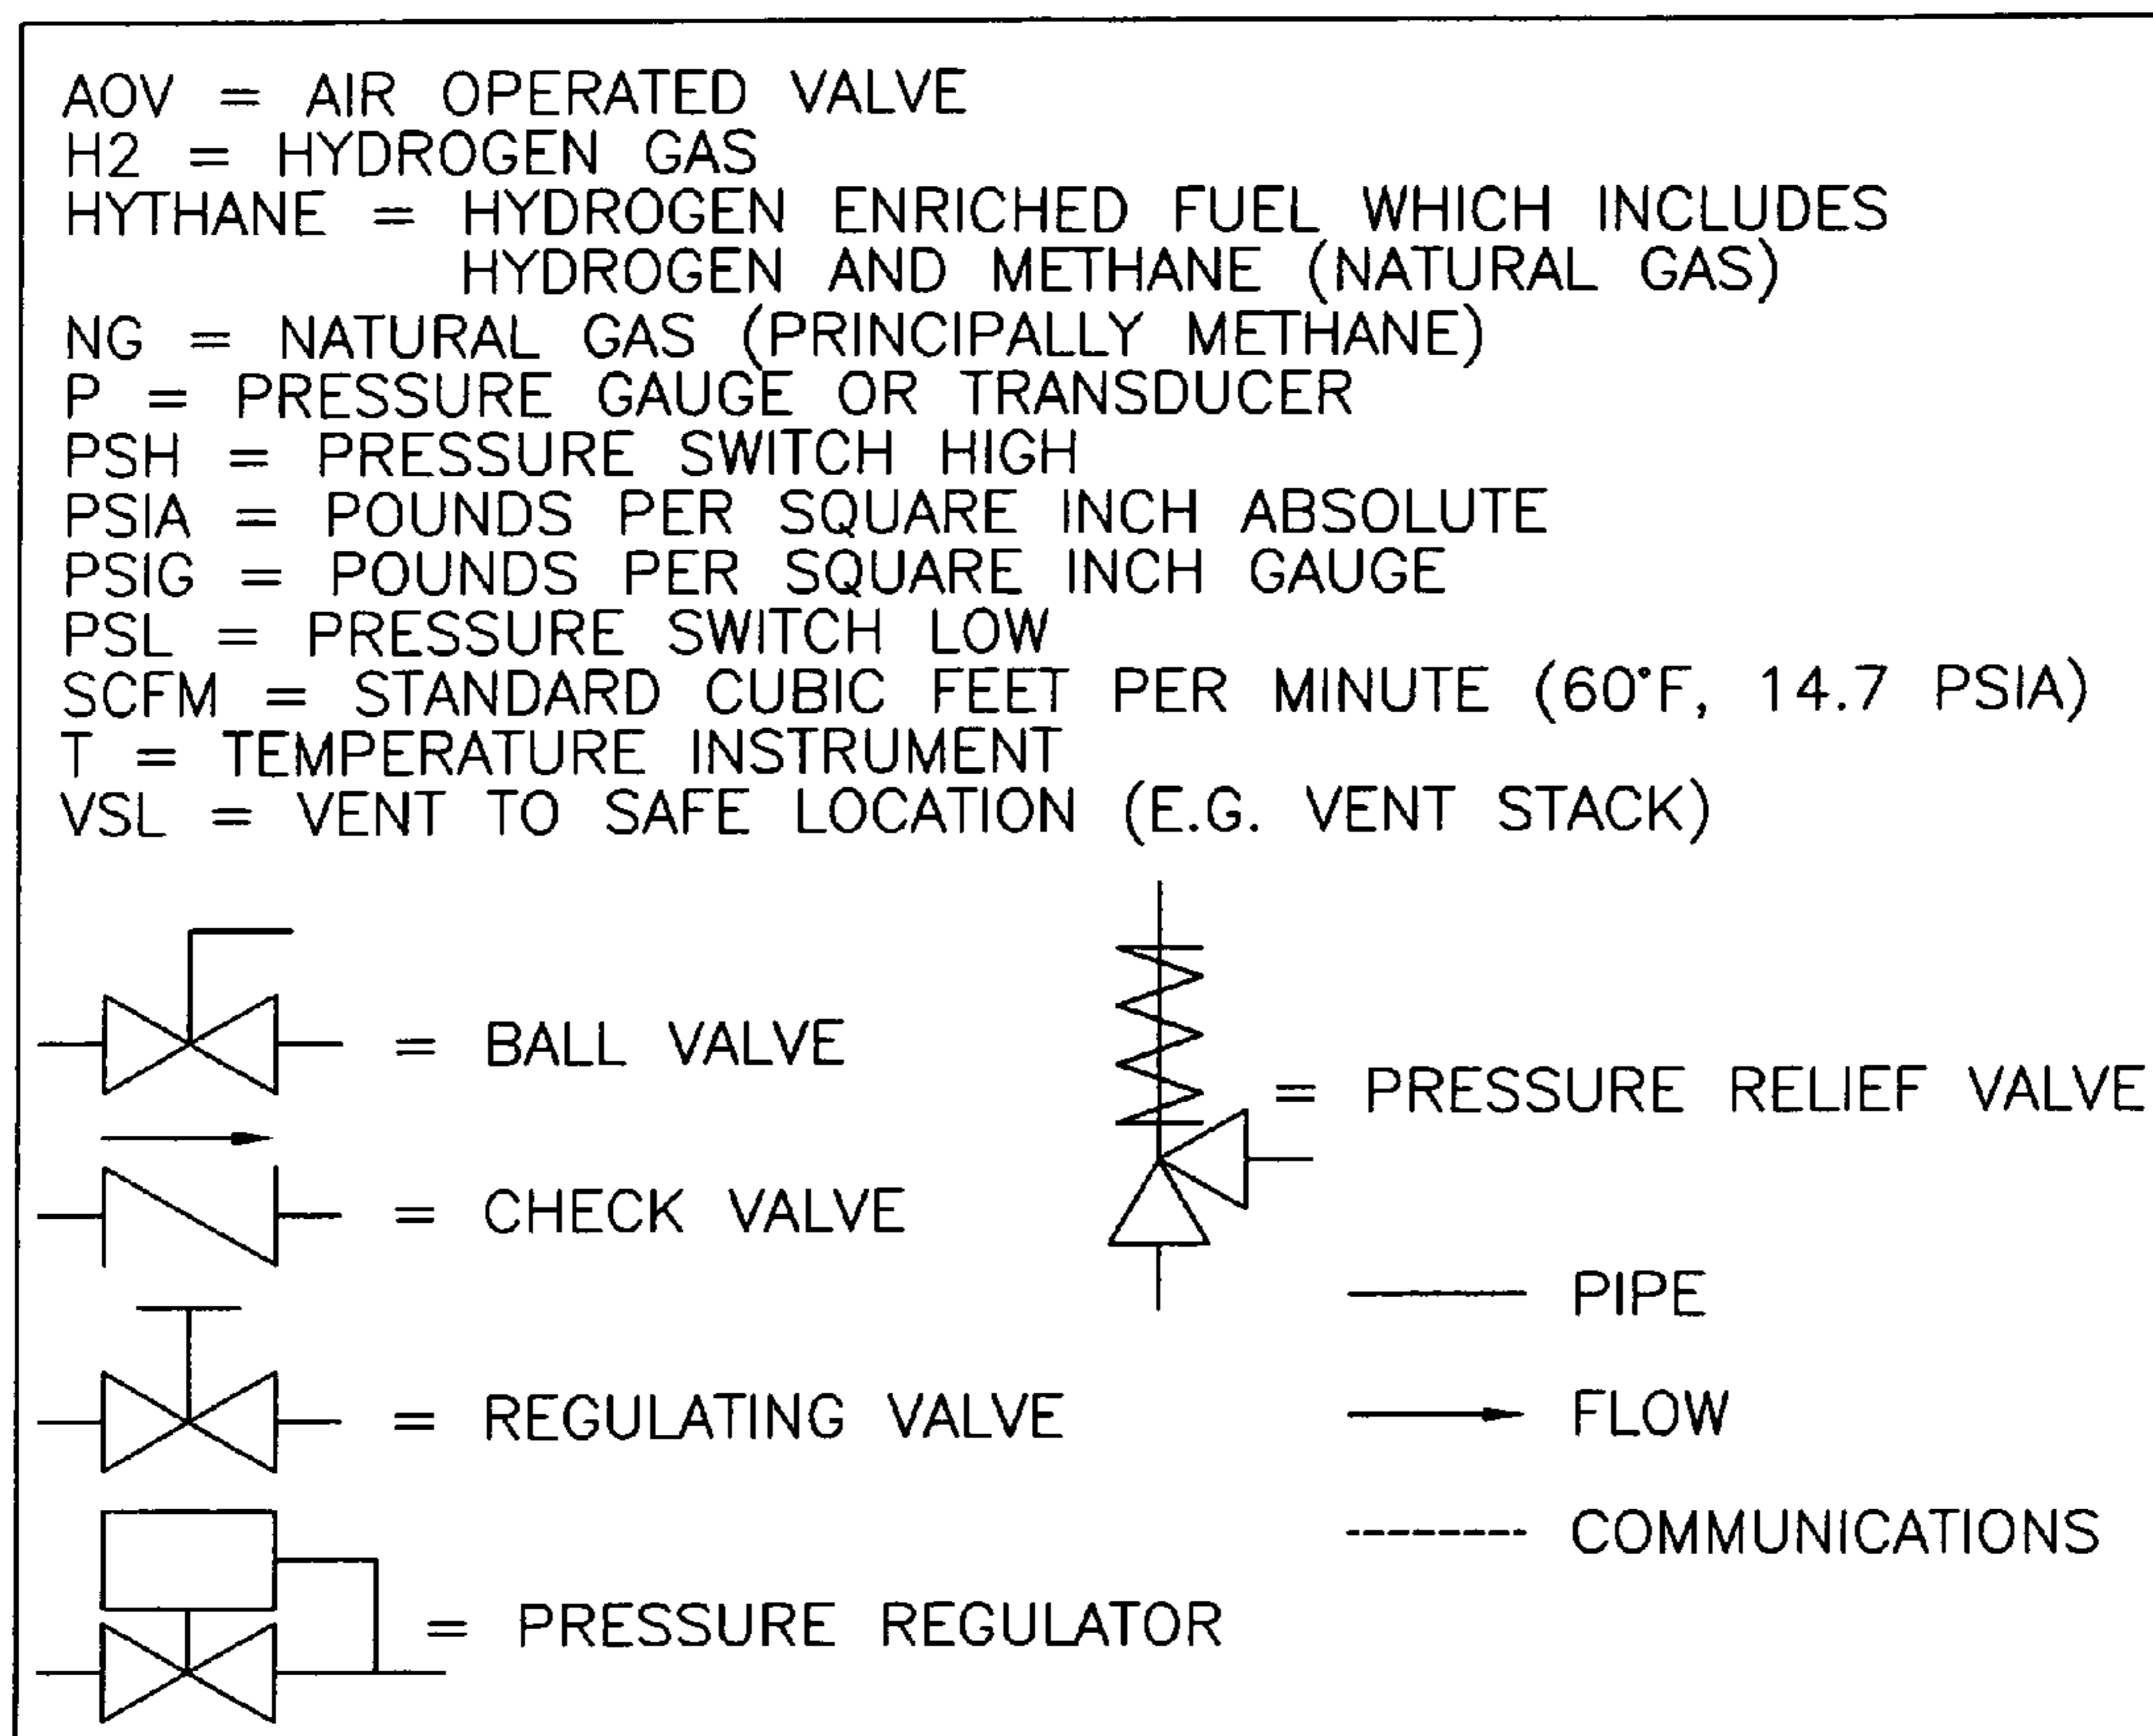 AOV = AIR OPERATED VALVE
H2 = HYDROGEN GAS
HYTHANE = HYDROGEN ENRICHED FUEL WHICH INCLUDES
HYDROGEN AND METHANE (NATURAL GAS)
NG = NATURAL GAS (PRINCIPALLY METHANE)
P = PRESSURE GAUGE OR TRANSDUCER
PSH = PRESSURE SWITCH HIGH
PSIA = POUNDS PER SQUARE INCH ABSOLUTE
PSIG = POUNDS PER SQUARE INCH GAUGE
PSL = PRESSURE SWITCH LOW
SCFM = STANDARD CUBIC FEET PER MINUTE (60°F, 14.7 PSIA)
T = TEMPERATURE INSTRUMENT
VSL = VENT TO SAFE LOCATION (E.G. VENT STACK)
= BALL VALVE
= PRESSURE RELIEF VALVE
= CHECK VALVE
PIPE
= REGULATING VALVE
FLOW
COMMUNICATIONS
= PRESSURE REGULATOR